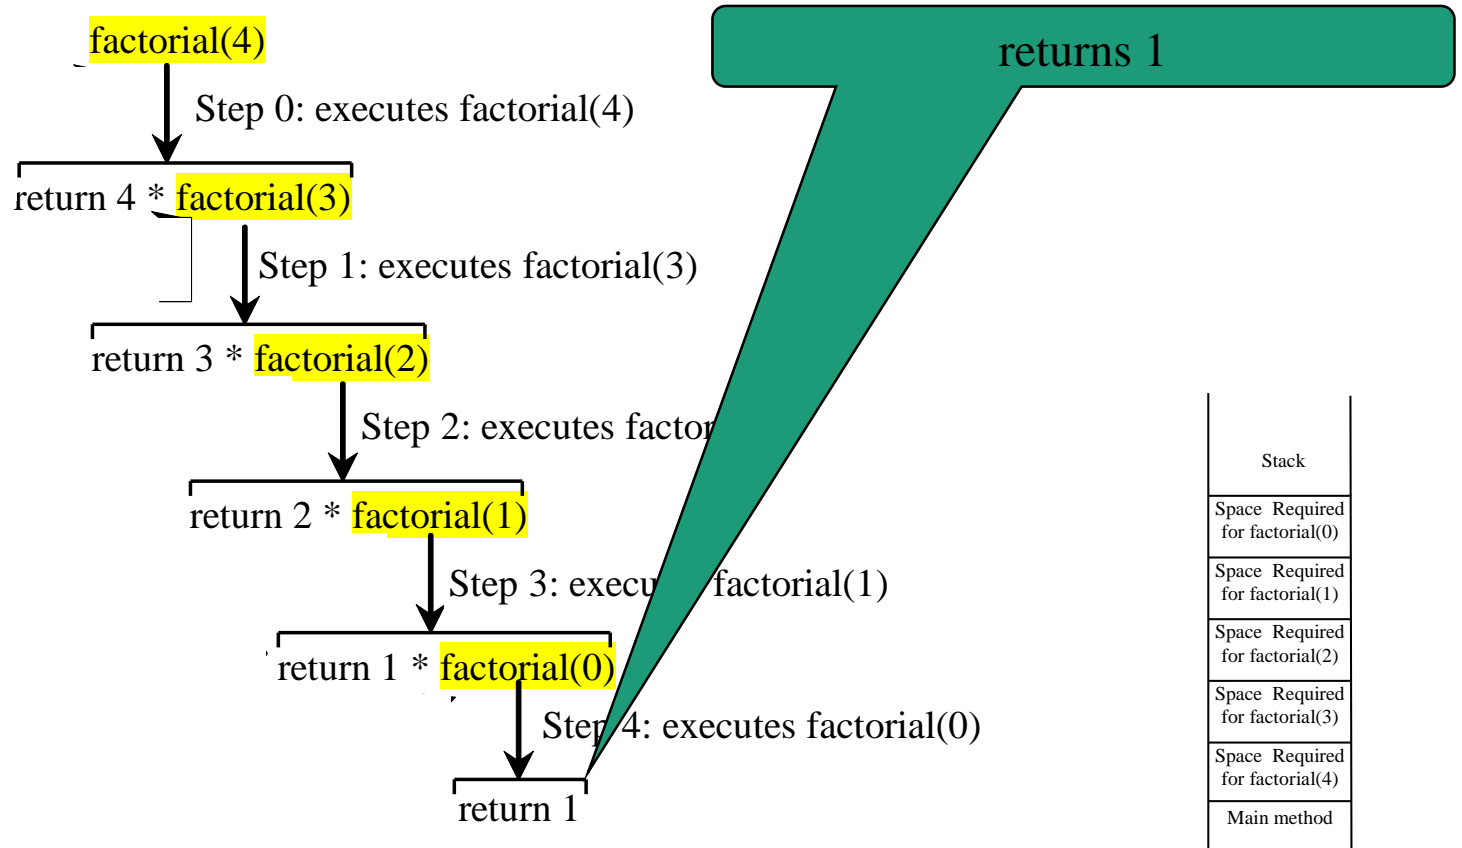 factorial(4)
returns 1
Step 0: executes factorial(4)
return 4 * factorial(3)
Step 1: executes factorial(3)
return 3 * factorial(2)
Step 2: executes factor
return 2 * factorial(1)
Step 3: execu factorial(1)
return 1 * factorial(0)
Step 4: executes factorial(0)
return 1
Stack
Space Required
for factorial(0)
Space Required
for factorial(1)
Space Required
for factorial(2)
Space Required
for factorial(3)
Space Required
for factorial(4)
Main method